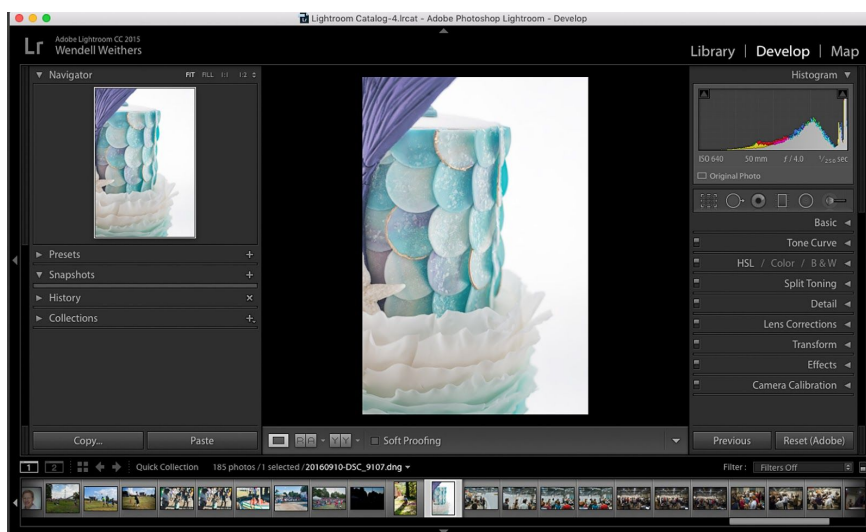 Lightroom Catalog-4.lrcat - Adobe Photoshop Lightroom - Develop
Lr
Adobe Lightroom CC 2015
Wendell Weithers
Library | Develop | Map
Navigator FIT FILL 1:1 1:2
Histogram
ISO 640 50 mm ƒ / 4.0 1/250 sec
Original Photo
Basic
Presets +
Tone Curve
Snapshots +
HSL / Color / B & W
History ×
Split Toning
Collections +
Detail
Lens Corrections
Transform
Effects
Camera Calibration
Copy... Paste
R A Y Y Soft Proofing
Previous Reset (Adobe)
1 2 Quick Collection 185 photos / 1 selected / 20160910-DSC_9107.dng
Filter : Filters Off